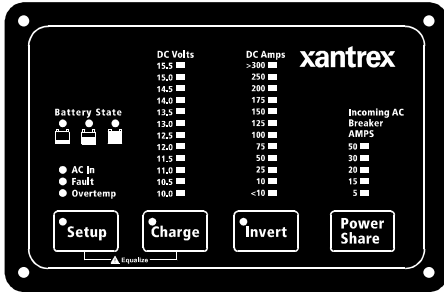 xantrex
DC Volts
15.5
15.0
14.5
14.0
13.5
13.0
12.5
12.0
11.5
11.0
10.5
10.0
DC Amps
>300
250
200
175
150
125
100
75
50
25
10
<10
Battery State
AC In
Fault
Overtemp
Incoming AC
Breaker
AMPS
50
30
20
15
5
Setup
Charge
Invert
Power
Share
Equalize